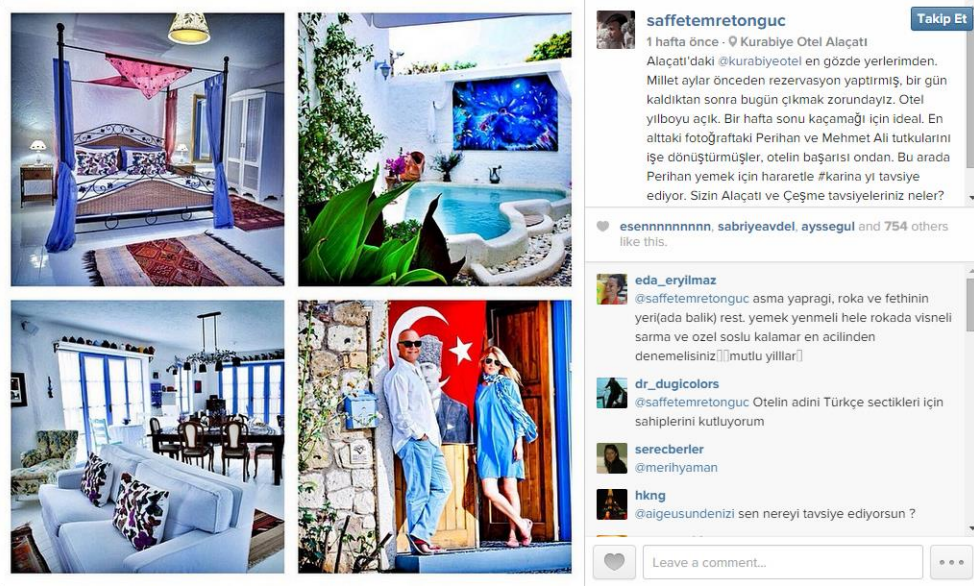 saffetemretonguc
Takip Et
1 hafta önce · Kurabiye Otel Alaçatı
Alaçatı'daki @kurabiyeotel en gözde yerlerimden.
Millet aylar önceden rezervasyon yaptırmış, bir gün
kaldıktan sonra bugün çıkmak zorundayız. Otel
yılboyu açık. Bir hafta sonu kaçamağı için ideal. En
alttaki fotoğraftaki Perihan ve Mehmet Ali tutkularını
işe dönüştürmüşler, otelin başarısı ondan. Bu arada
Perihan yemek için hararetle #karina yı tavsiye
ediyor. Sizin Alaçatı ve Çeşme tavsiyeleriniz neler?
esennnnnnnnn, sabriyeavdel, ayssegul and 754 others
like this.
eda_eryilmaz
@saffetemretonguc asma yapragi, roka ve fethinin
yeri(ada balik) rest. yemek yenmeli hele rokada visneli
sarma ve ozel soslu kalamar en acilinden
denemelisiniz mutlu yilllar
dr_dugicolors
@saffetemretonguc Otelin adini Türkçe sectikleri için
sahiplerini kutluyorum
serecberler
@merihyaman
hkng
@aigeusundenizi sen nereyi tavsiye ediyorsun ?
Leave a comment...